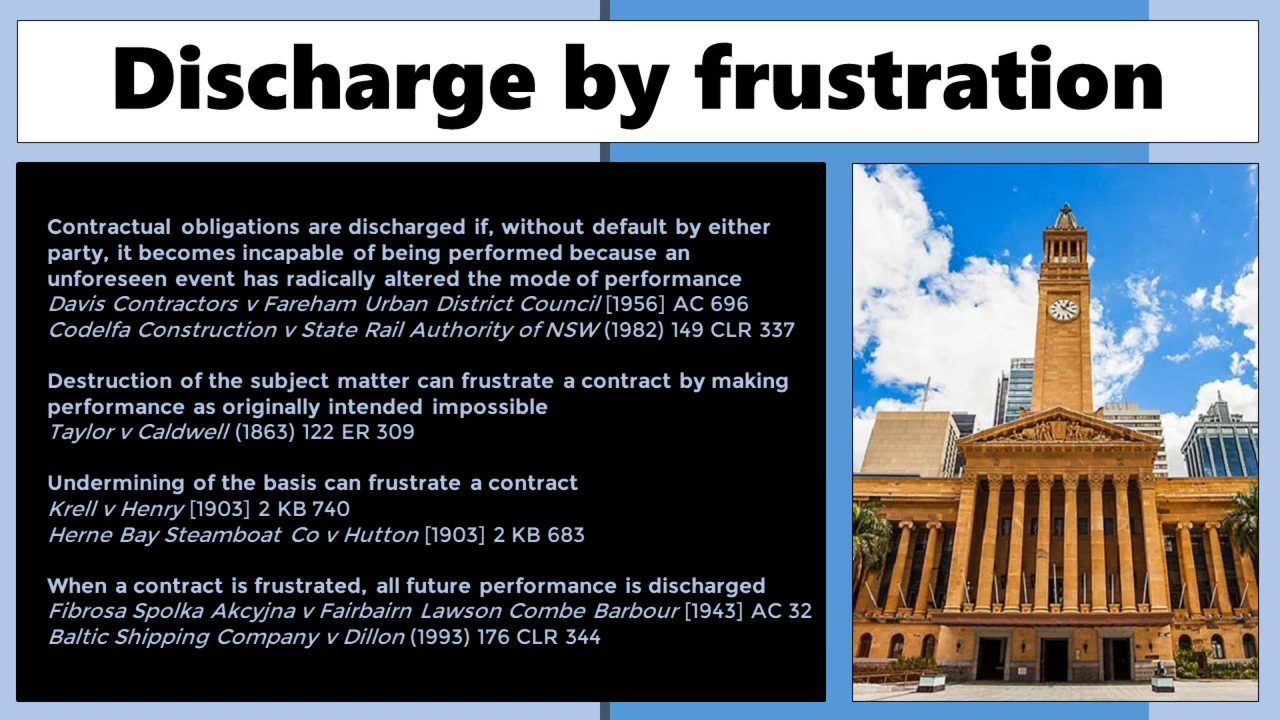 Discharge by frustration
Contractual obligations are discharged if, without default by either
party, it becomes incapable of being performed because an
unforeseen event has radically altered the mode of performance
Davis Contractors v Fareham Urban District Council [1956] AC 696
Codelfa Construction v State Rail Authority of NSW (1982) 149 CLR 337
Destruction of the subject matter can frustrate a contract by making
performance as originally intended impossible
Taylor v Caldwell (1863) 122 ER 309
Undermining of the basis can frustrate a contract
Krell v Henry [1903] 2 KB 740
Herne Bay Steamboat Co v Hutton [1903] 2 KB 683
When a contract is frustrated, all future performance is discharged
Fibrosa Spolka Akcyjna v Fairbairn Lawson Combe Barbour [1943] AC 32
Baltic Shipping Company v Dillon (1993) 176 CLR 344